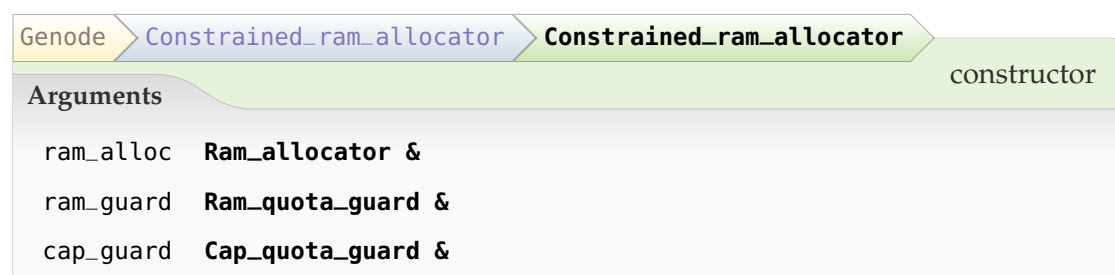 Genode Constrained_ram_allocator Constrained_ram_allocator
constructor
Arguments
ram_alloc Ram_allocator &
ram_guard Ram_quota_guard &
cap_guard Cap_quota_guard &